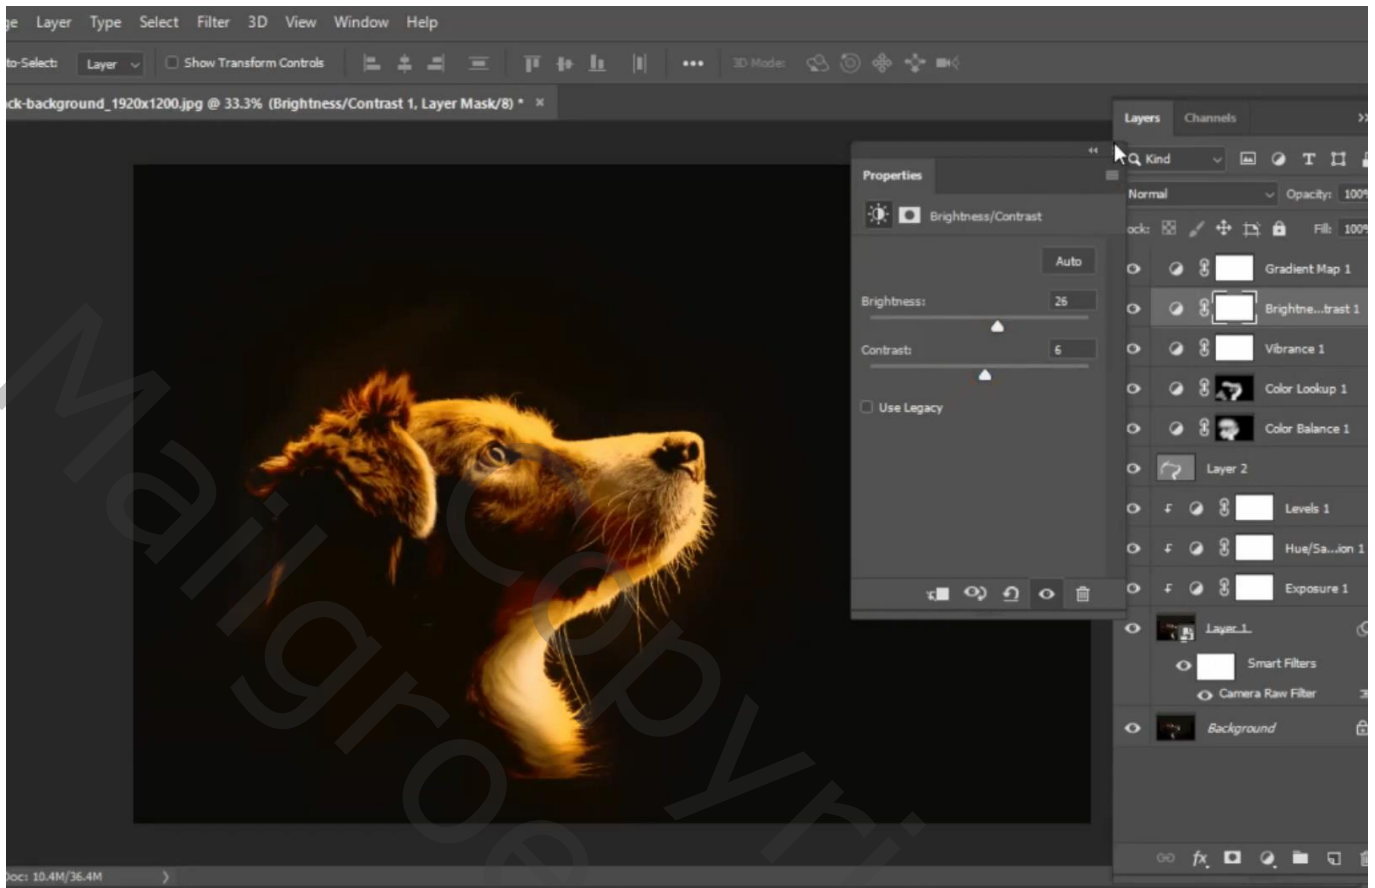 ge Layer Type Select Filter 3D View Window Help
to-Select: Layer Show Transform Controls 3D Mode:
ck-background_1920x1200.jpg @ 33.3% (Brightness/Contrast 1, Layer Mask/8) * ×
Layers Channels
Kind
Properties
Normal Opacity: 100%
Brightness/Contrast
ock: Fill: 100%
Auto
Gradient Map 1
Brightness: 26
Brightne...trast 1
Contrast: 6
Vibrance 1
Color Lookup 1
Use Legacy
Color Balance 1
Layer 2
Levels 1
Hue/Sa...ion 1
Exposure 1
Layer 1
Smart Filters
Camera Raw Filter
Background
fx
Doc: 10.4M/36.4M
Copyri
Mailgroe